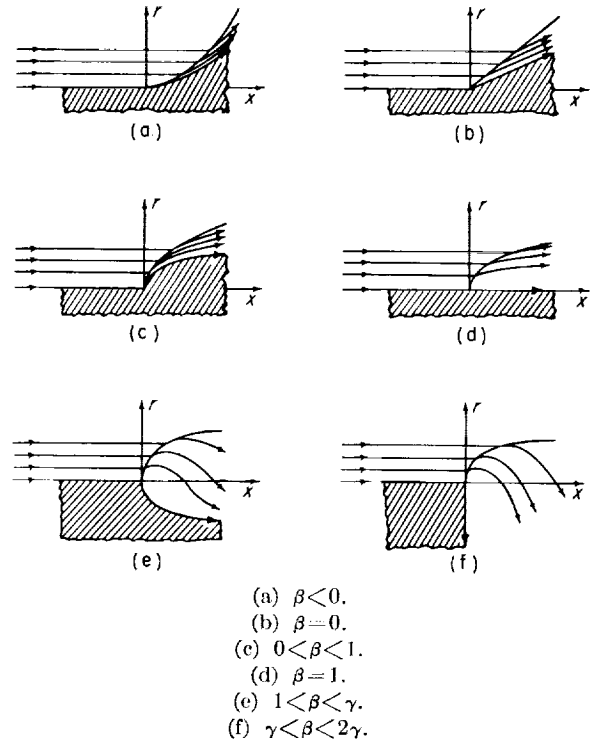 r r
x x
(a) (b)
r r
x x
(c) (d)
r r
x x
(e) (f)
(a) β<0.
(b) β=0.
(c) 0<β<1.
(d) β=1.
(e) 1<β<γ.
(f) γ<β<2γ.